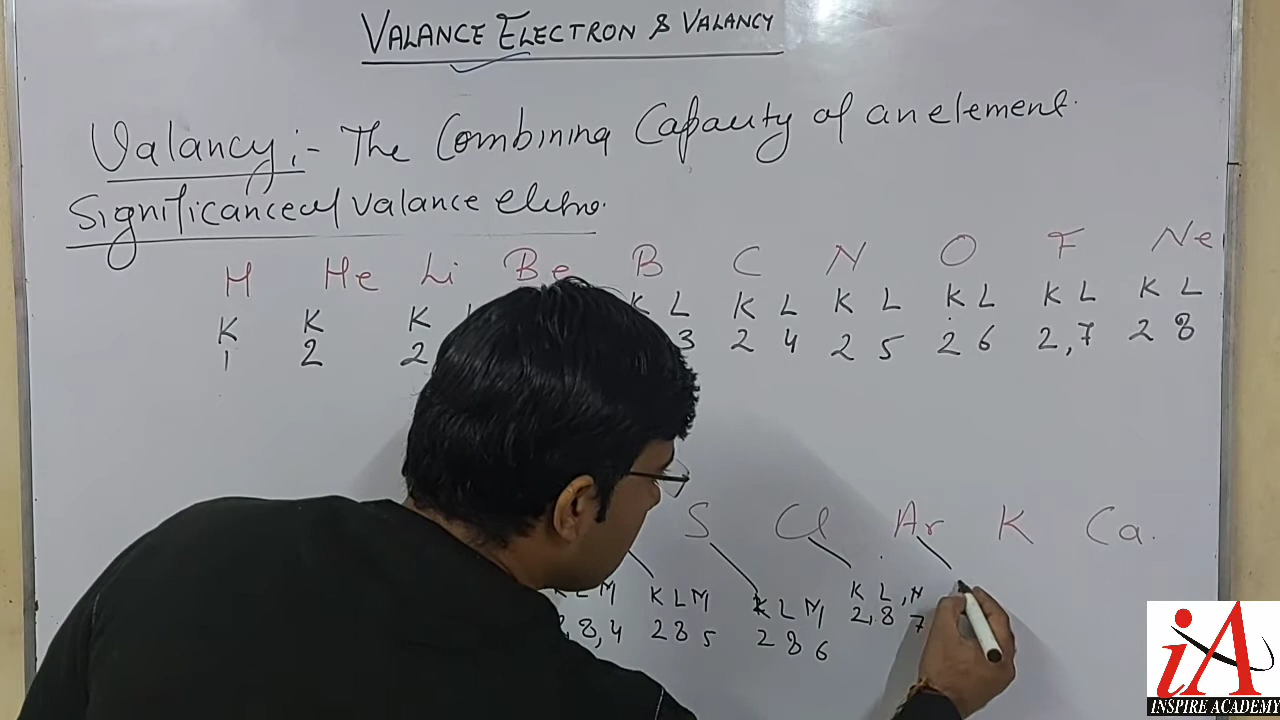 VALANCE ELECTRON & VALANCY
Valancy :- The Combining Capacity of an element.
Significance of valance electro.
H He Li Be B C N O F Ne
K K K L K L K L K L K L K L K L
1 2 2 3 2 4 2 5 2 6 2,7 2 8
S Cl Ar K Ca.
K L M K L M K L M K L, M
2, 8, 4 2 8 5 2 8 6 2, 8 7
iA
INSPIRE ACADEMY